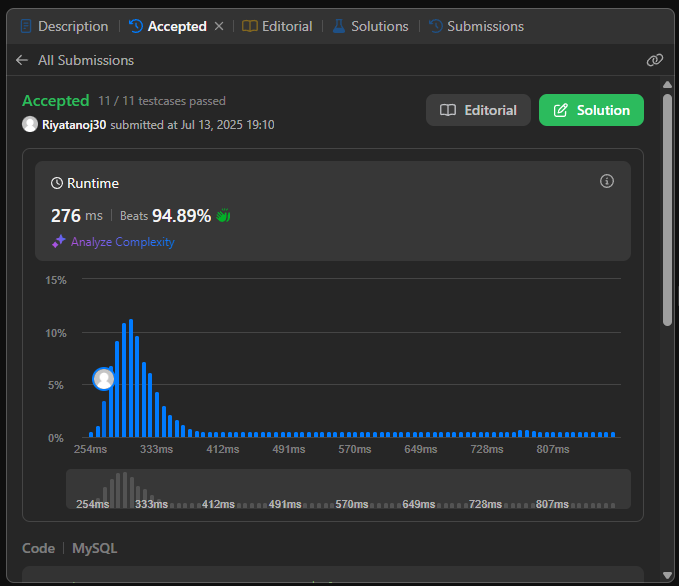 Description Accepted Editorial Solutions Submissions
All Submissions
Accepted 11 / 11 testcases passed
Riyatanoj30 submitted at Jul 13, 2025 19:10
Editorial
Solution
Runtime
276 ms Beats 94.89%
Analyze Complexity
15%
10%
5%
0%
254ms 333ms 412ms 491ms 570ms 649ms 728ms 807ms
254ms 333ms 412ms 491ms 570ms 649ms 728ms 807ms
Code MySQL